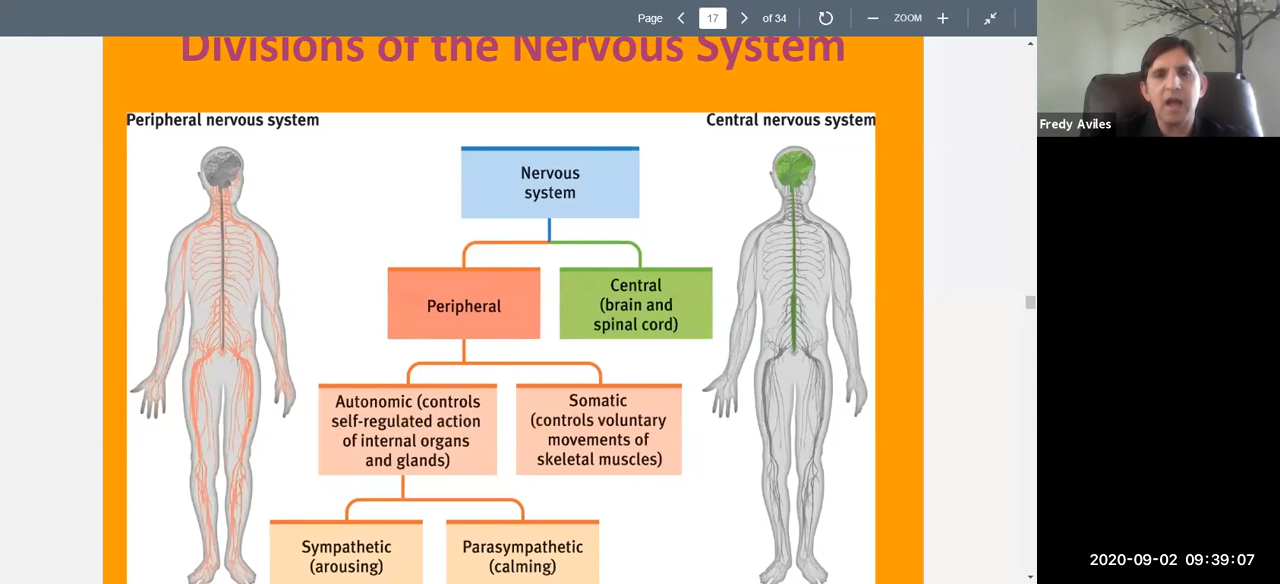 Page
17
of 34
ZOOM
Divisions of the Nervous System
Peripheral nervous system
Central nervous system
Nervous
system
Peripheral
Central
(brain and
spinal cord)
Autonomic (controls
self-regulated action
of internal organs
and glands)
Somatic
(controls voluntary
movements of
skeletal muscles)
Sympathetic
(arousing)
Parasympathetic
(calming)
Fredy Aviles
2020-09-02 09:39:07